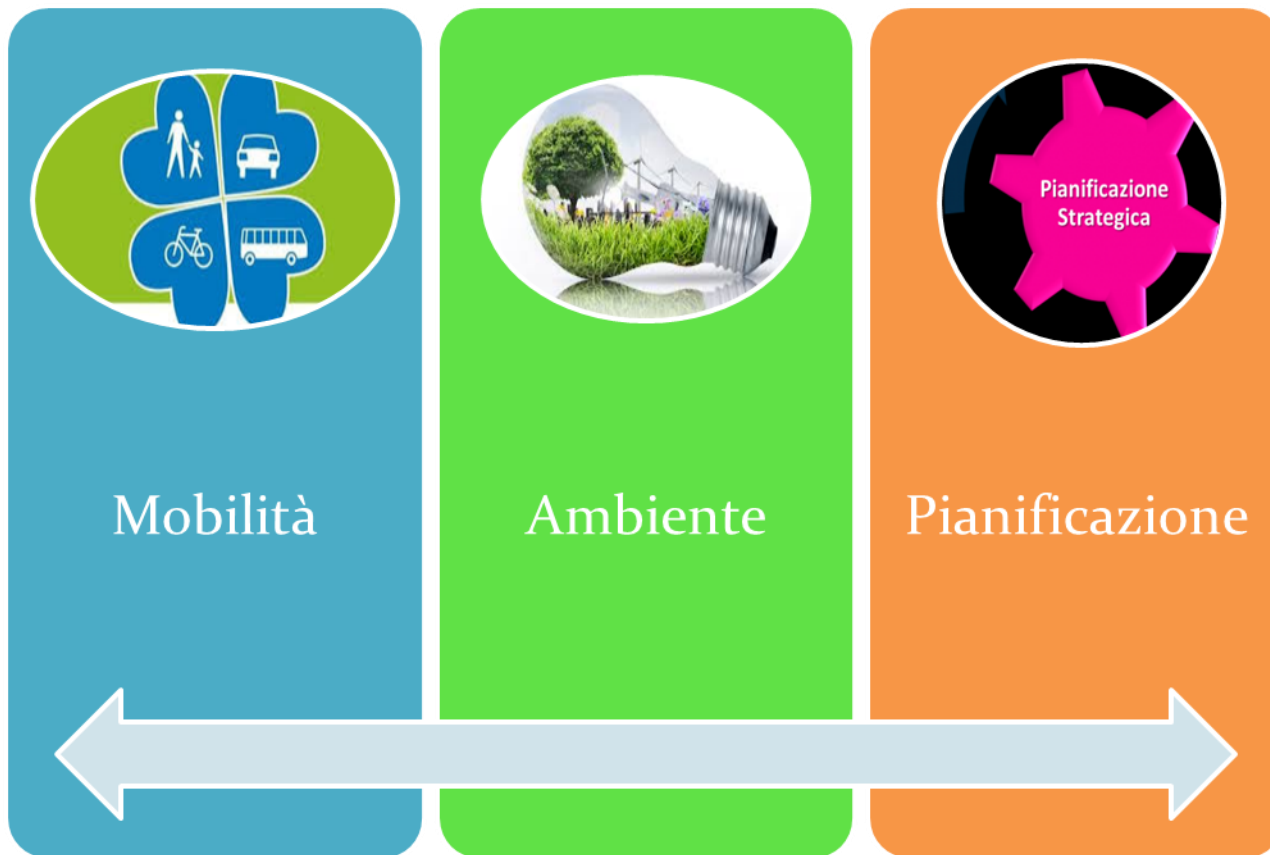 Pianificazione
Strategica
Mobilità
Ambiente
Pianificazione